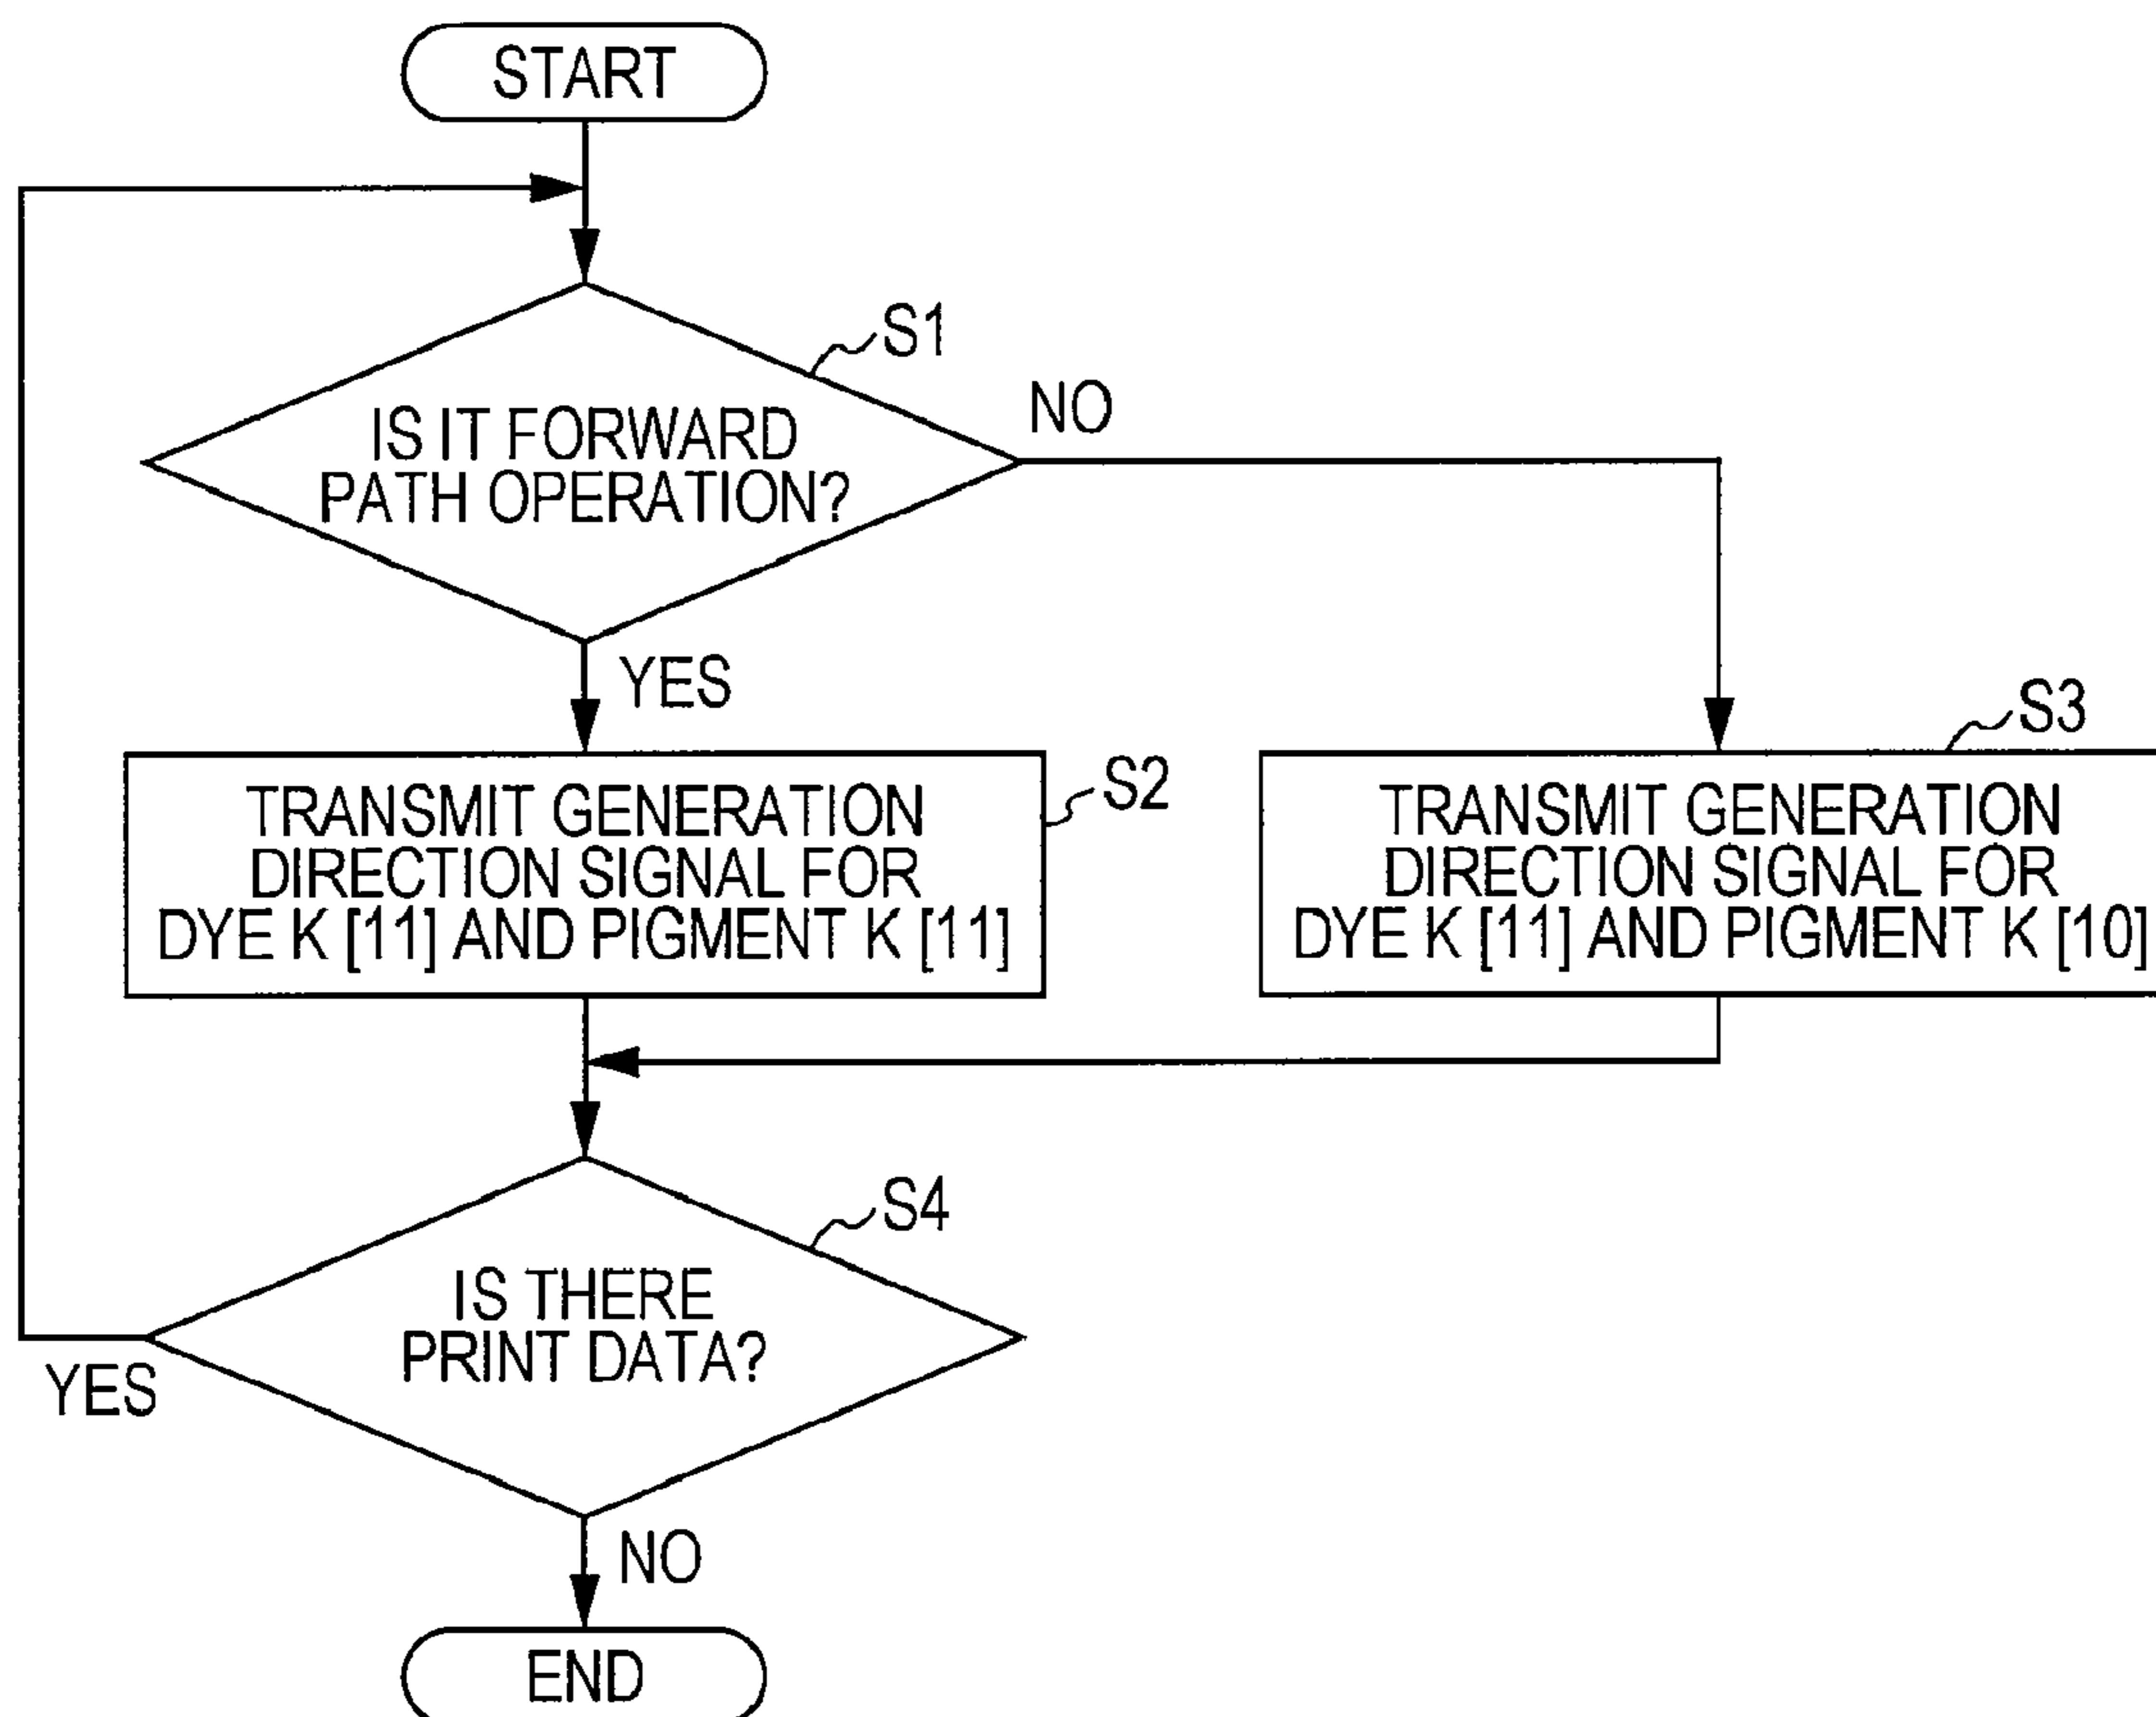 START
S1
IS IT FORWARD
PATH OPERATION?
NO
YES
S2
TRANSMIT GENERATION
DIRECTION SIGNAL FOR
DYE K [11] AND PIGMENT K [11]
S3
TRANSMIT GENERATION
DIRECTION SIGNAL FOR
DYE K [11] AND PIGMENT K [10]
S4
IS THERE
PRINT DATA?
YES
NO
END